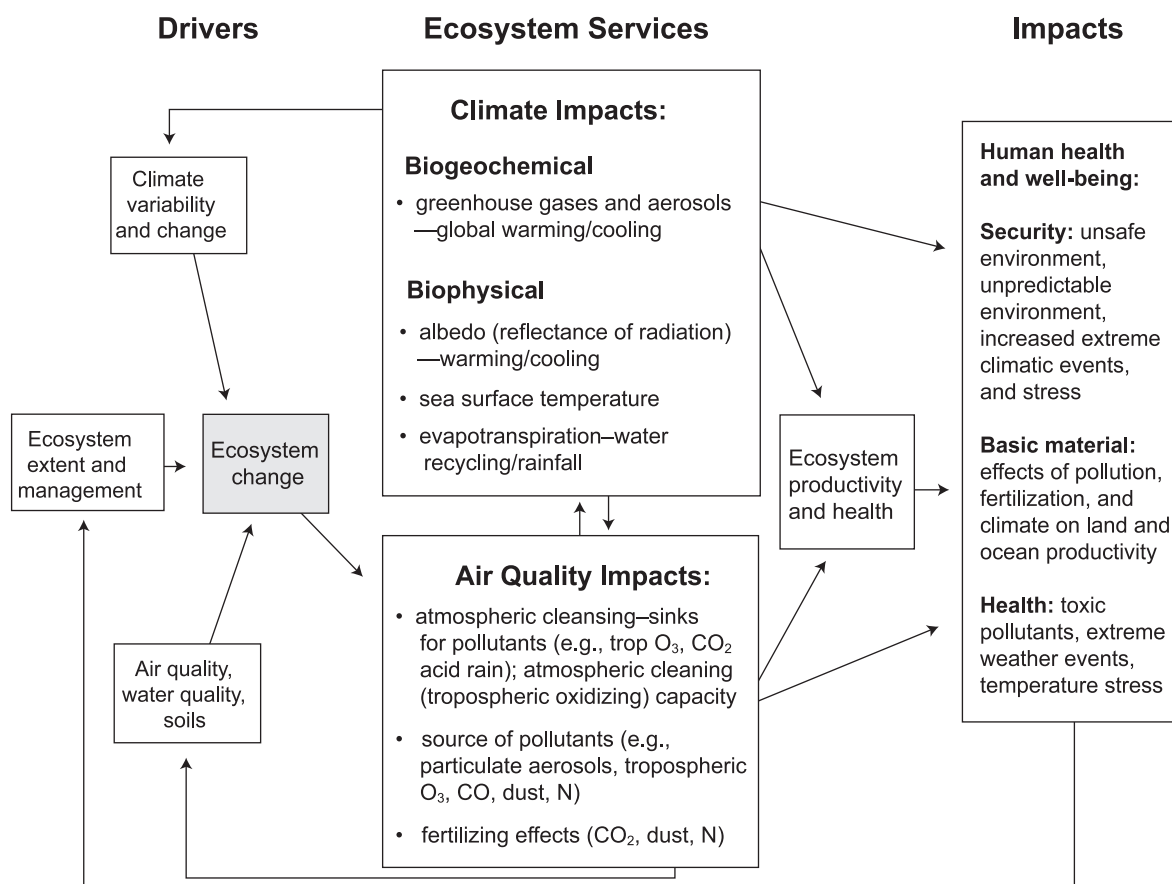 Drivers
Ecosystem Services
Impacts
Climate
variability
and change
Ecosystem
extent and
management
Ecosystem
change
Air quality,
water quality,
soils
Climate Impacts:
Biogeochemical
• greenhouse gases and aerosols
—global warming/cooling
Biophysical
• albedo (reflectance of radiation)
—warming/cooling
• sea surface temperature
• evapotranspiration–water
recycling/rainfall
Air Quality Impacts:
• atmospheric cleansing–sinks
for pollutants (e.g., trop O₃, CO₂
acid rain); atmospheric cleaning
(tropospheric oxidizing) capacity
• source of pollutants (e.g.,
particulate aerosols, tropospheric
O₃, CO, dust, N)
• fertilizing effects (CO₂, dust, N)
Ecosystem
productivity
and health
Human health
and well-being:
Security: unsafe
environment,
unpredictable
environment,
increased extreme
climatic events,
and stress
Basic material:
effects of pollution,
fertilization, and
climate on land and
ocean productivity
Health: toxic
pollutants, extreme
weather events,
temperature stress